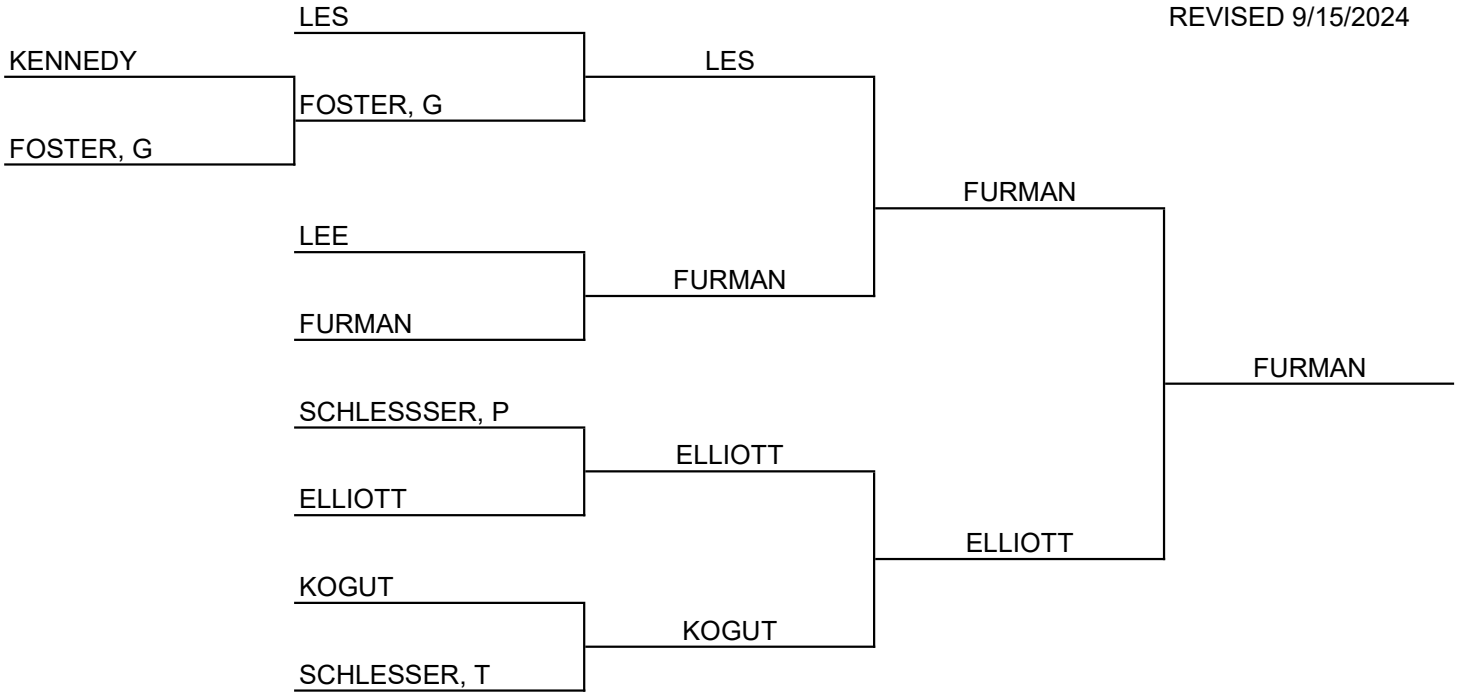 LES
REVISED 9/15/2024
KENNEDY
LES
FOSTER, G
FOSTER, G
FURMAN
LEE
FURMAN
FURMAN
FURMAN
SCHLESSSER, P
ELLIOTT
ELLIOTT
ELLIOTT
KOGUT
KOGUT
SCHLESSER, T